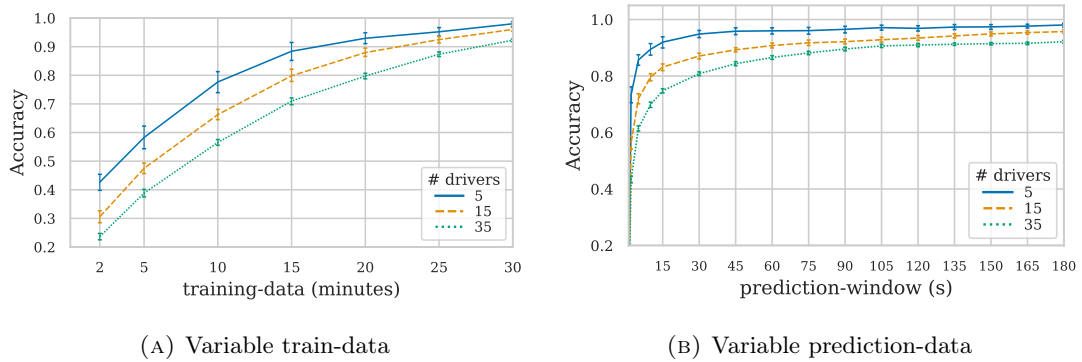 1.0
0.9
0.8
0.7
0.6
0.5
0.4
0.3
0.2
Accuracy
2 5 10 15 20 25 30
training-data (minutes)
# drivers
5
15
35
(A) Variable train-data
1.0
0.8
0.6
0.4
0.2
Accuracy
15 30 45 60 75 90 105 120 135 150 165 180
prediction-window (s)
# drivers
5
15
35
(B) Variable prediction-data